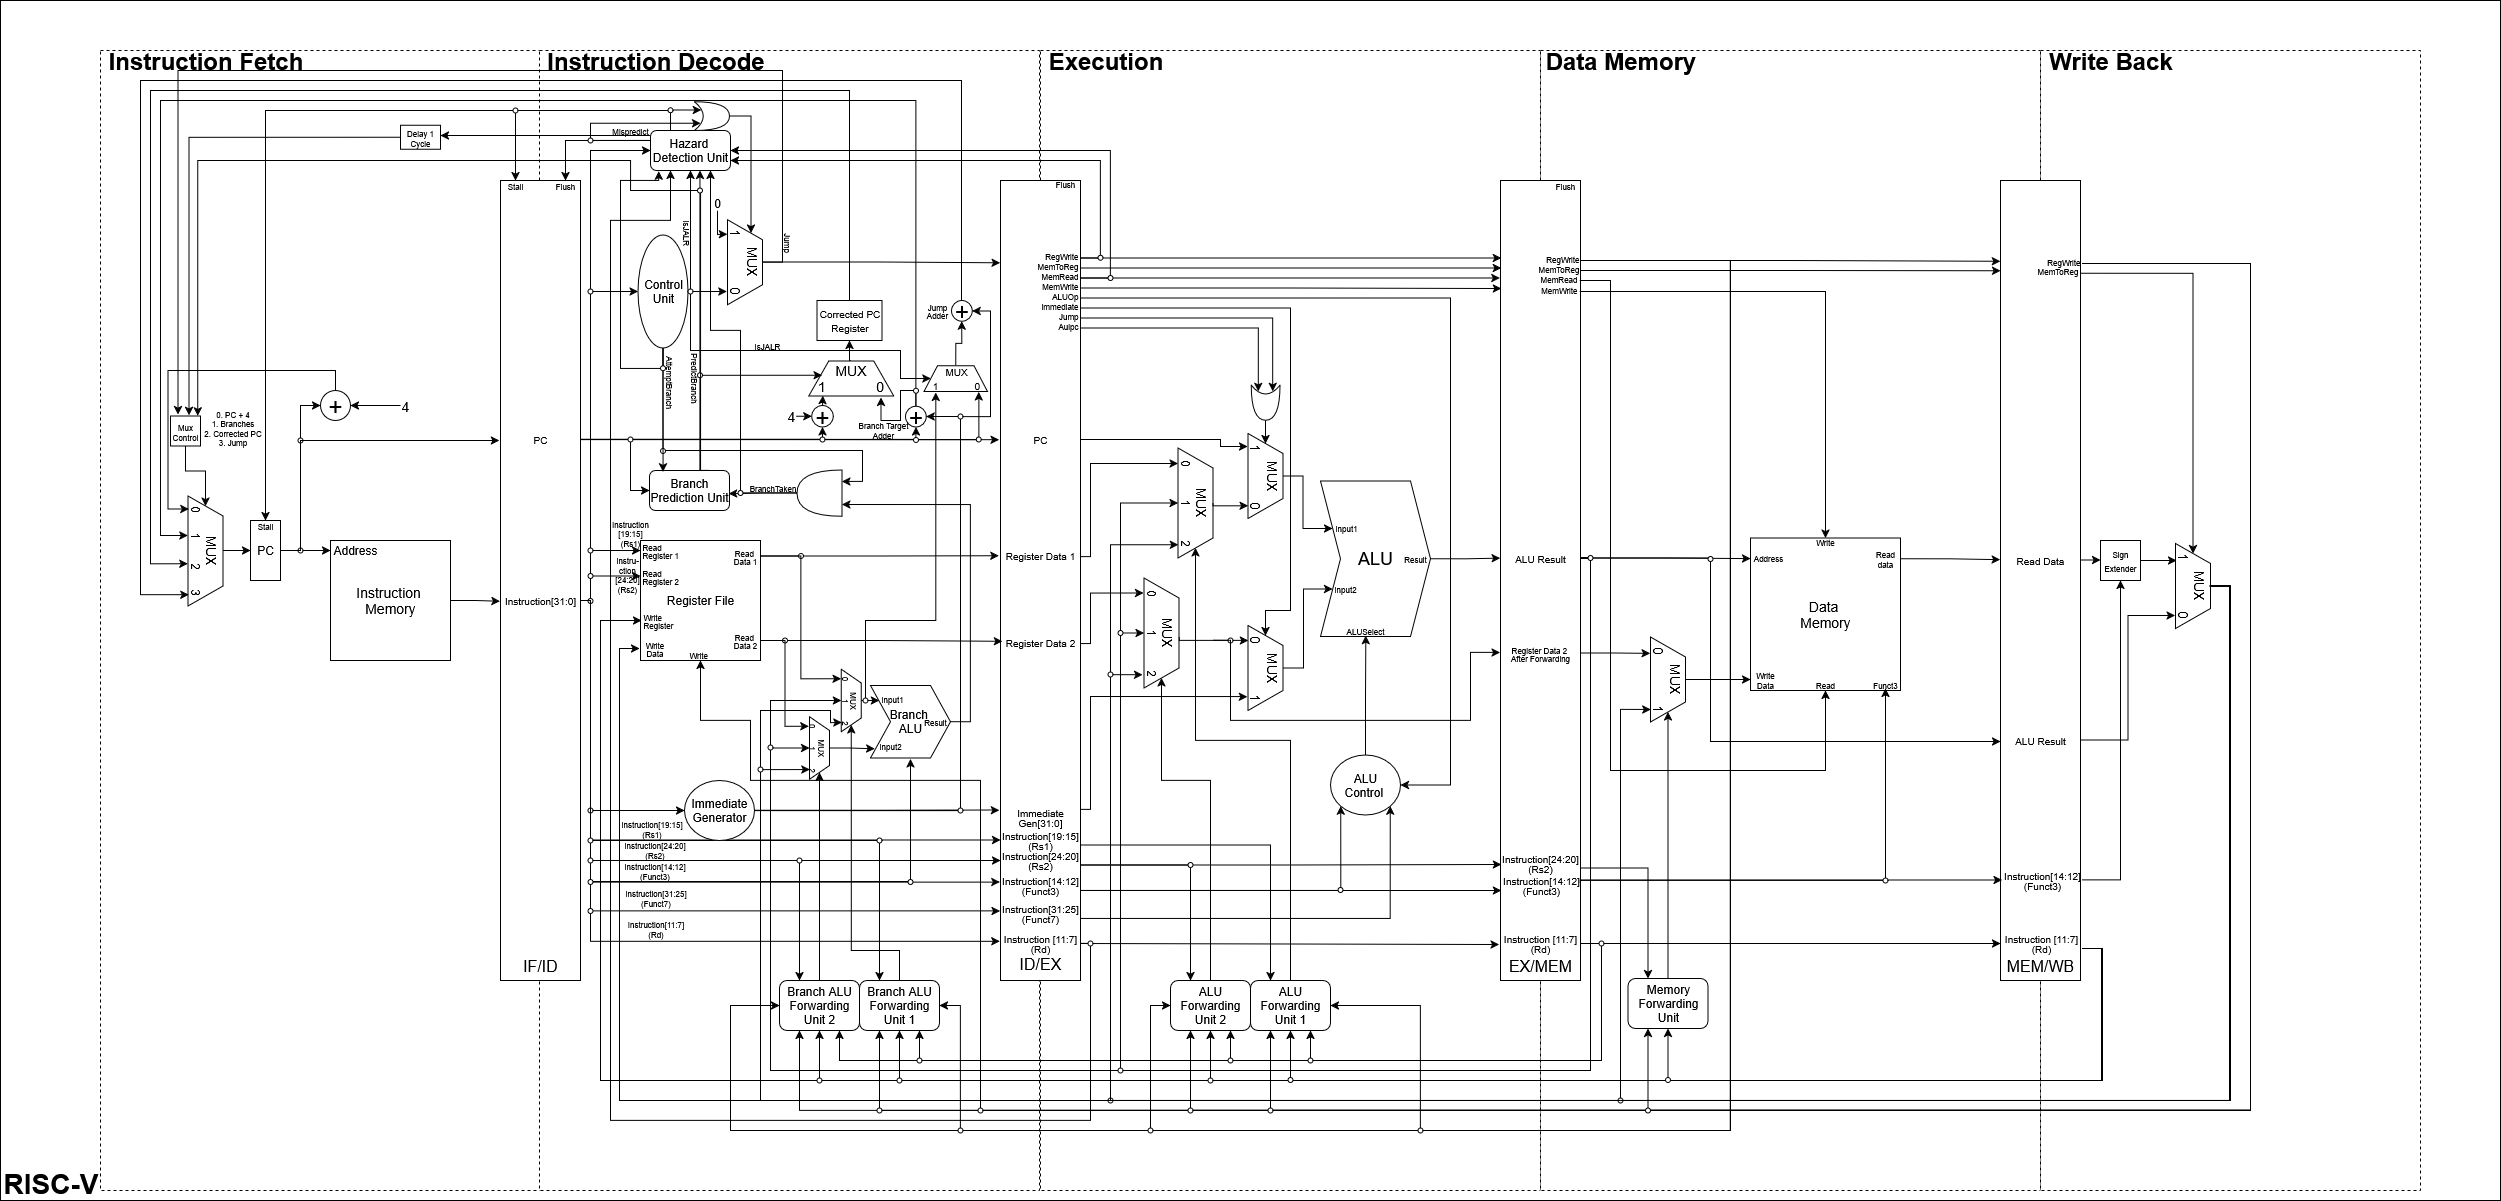 Instruction Fetch
Instruction Decode
Execution
Data Memory
Write Back
Delay 1
Cycle
Mispredict
Hazard
Detection Unit
Stall
Flush
IsJALR
0
1
MUX
0
Jump
Control
Unit
AttemptBranch
PredictBranch
IsJALR
Corrected PC
Register
Jump
Adder
MUX
1
0
MUX
1
0
4
Branch Target
Adder
4
Mux
Control
0. PC + 4
1. Branches
2. Corrected PC
3. Jump
0
1
2
3
MUX
Stall
PC
Address
Instruction
Memory
PC
Instruction[31:0]
IF/ID
Branch
Prediction Unit
BranchTaken
Instruction
[19:15]
(Rs1)
Instru-
ction
[24:20]
(Rs2)
Read
Register 1
Read
Register 2
Register File
Write
Register
Write
Data
Write
Read
Data 1
Read
Data 2
0
1
2
MUX
0
1
2
MUX
Input1
Branch
ALU
Result
Input2
Immediate
Generator
Instruction[19:15]
(Rs1)
Instruction[24:20]
(Rs2)
Instruction[14:12]
(Funct3)
Instruction[31:25]
(Funct7)
Instruction[11:7]
(Rd)
Branch ALU
Forwarding
Unit 2
Branch ALU
Forwarding
Unit 1
Flush
RegWrite
MemToReg
MemRead
MemWrite
ALUOp
Immediate
Jump
Auipc
PC
Register Data 1
Register Data 2
Immediate
Gen[31:0]
Instruction[19:15]
(Rs1)
Instruction[24:20]
(Rs2)
Instruction[14:12]
(Funct3)
Instruction[31:25]
(Funct7)
Instruction [11:7]
(Rd)
ID/EX
0
1
2
MUX
0
1
2
MUX
1
MUX
0
0
MUX
1
Input1
ALU
Result
Input2
ALUSelect
ALU
Control
ALU
Forwarding
Unit 2
ALU
Forwarding
Unit 1
Flush
RegWrite
MemToReg
MemRead
MemWrite
ALU Result
Register Data 2
After Forwarding
Instruction[24:20]
(Rs2)
Instruction[14:12]
(Funct3)
Instruction [11:7]
(Rd)
EX/MEM
0
MUX
1
Write
Address
Read
data
Data
Memory
Write
Data
Read
Funct3
Memory
Forwarding
Unit
RegWrite
MemToReg
Read Data
ALU Result
Instruction[14:12]
(Funct3)
Instruction [11:7]
(Rd)
MEM/WB
Sign
Extender
1
MUX
0
RISC-V